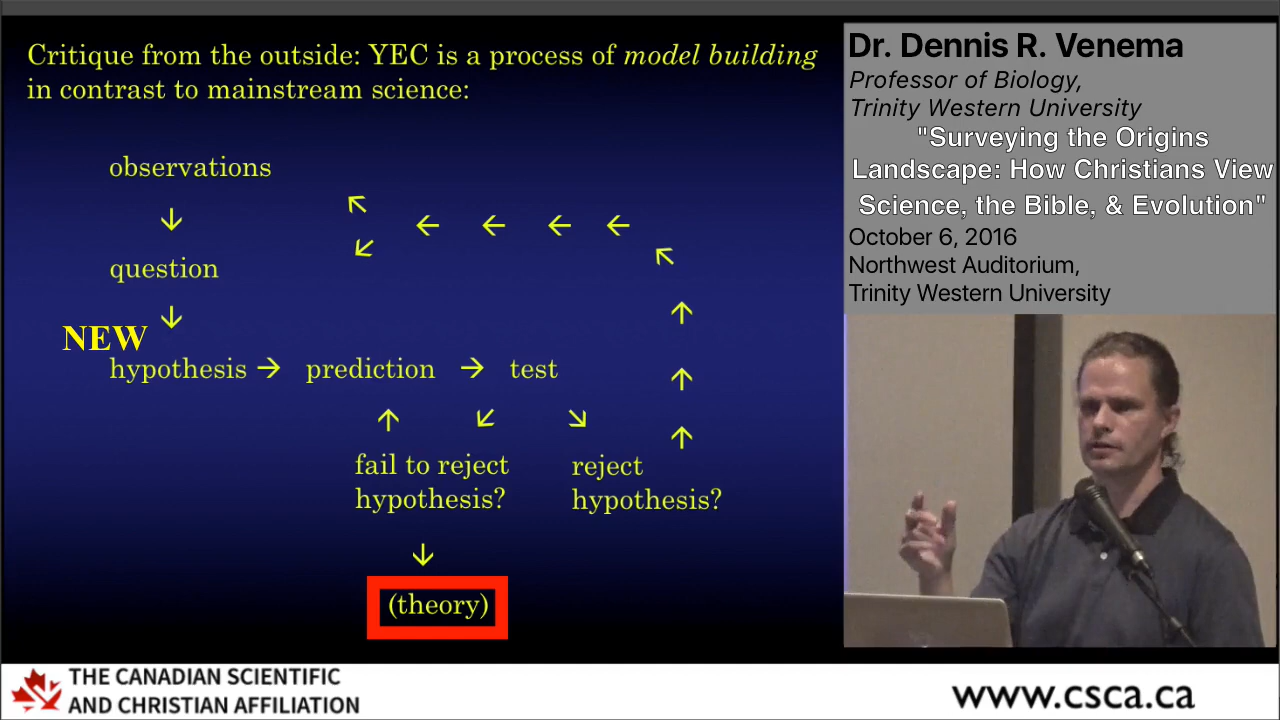 Critique from the outside: YEC is a process of model building
in contrast to mainstream science:
observations
question
NEW
hypothesis → prediction → test
fail to reject
hypothesis?
reject
hypothesis?
(theory)
Dr. Dennis R. Venema
Professor of Biology,
Trinity Western University
"Surveying the Origins
Landscape: How Christians View
Science, the Bible, & Evolution"
October 6, 2016
Northwest Auditorium,
Trinity Western University
THE CANADIAN SCIENTIFIC
AND CHRISTIAN AFFILIATION
www.csca.ca